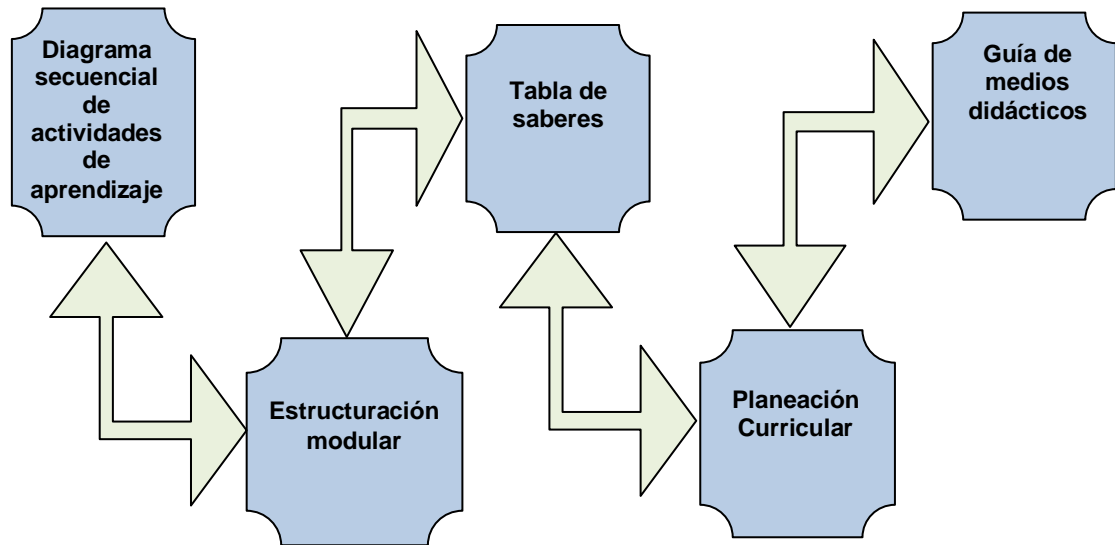 Diagrama
secuencial
de
actividades
de
aprendizaje
Estructuración
modular
Tabla de
saberes
Planeación
Curricular
Guía de
medios
didácticos